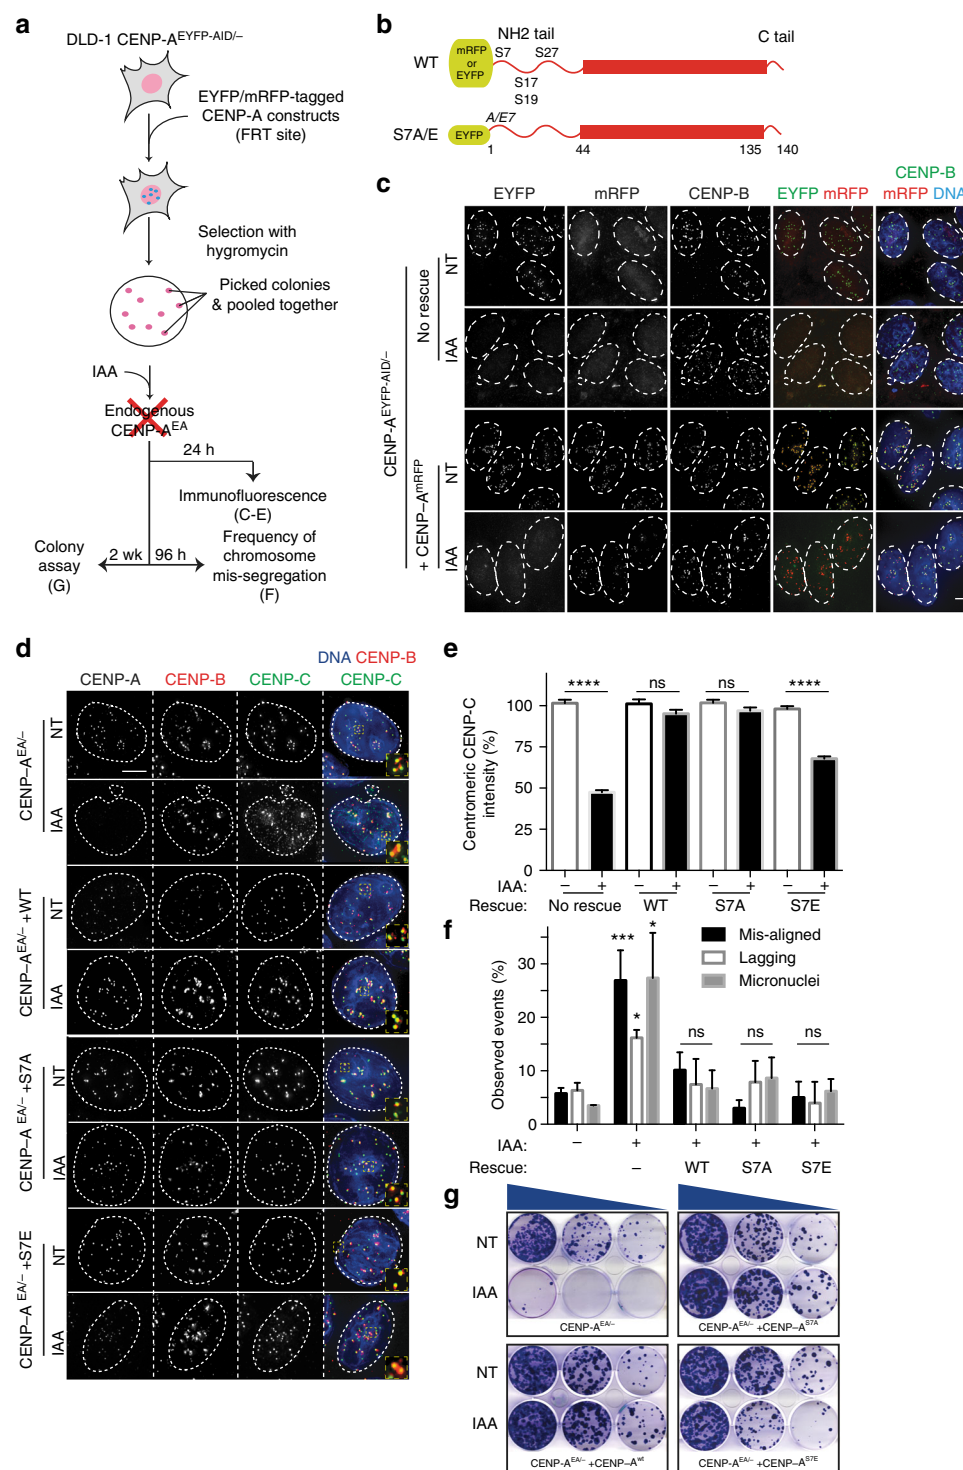 a
DLD-1 CENP-A^EYFP-AID/–
EYFP/mRFP-tagged
CENP-A constructs
(FRT site)
Selection with
hygromycin
Picked colonies
& pooled together
IAA
Endogenous
CENP-A^EA
24 h
Immunofluorescence
(C-E)
Colony
assay
(G)
2 wk
96 h
Frequency of
chromosome
mis-segregation
(F)
b
NH2 tail
C tail
WT
mRFP
or
EYFP
S7
S27
S17
S19
S7A/E
EYFP
A/E7
1
44
135
140
c
EYFP
mRFP
CENP-B
EYFP mRFP
CENP-B
mRFP DNA
CENP-A^EYFP-AID/–
No rescue
NT
IAA
+ CENP–A^mRFP
NT
IAA
d
CENP-A
CENP-B
CENP-C
DNA CENP-B
CENP-C
CENP–A^EA/–
NT
IAA
CENP–A^EA/– +WT
NT
IAA
CENP–A^EA/– +S7A
NT
IAA
CENP–A^EA/– +S7E
NT
IAA
e
Centromeric CENP-C
intensity (%)
100
75
50
25
0
****
ns
ns
****
IAA:
– + – + – + – +
Rescue:
No rescue
WT
S7A
S7E
f
Observed events (%)
30
20
10
0
***
*
*
ns
ns
ns
Mis-aligned
Lagging
Micronuclei
IAA:
– + + + +
Rescue:
– WT S7A S7E
g
NT
IAA
CENP-A^EA/–
CENP-A^EA/– +CENP–A^S7A
NT
IAA
CENP-A^EA/– +CENP–A^wt
CENP-A^EA/– +CENP–A^S7E